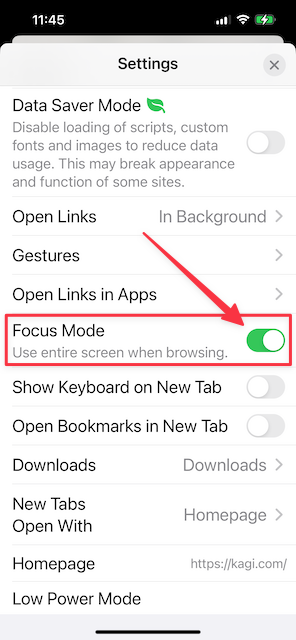 11:45
Settings
Data Saver Mode
Disable loading of scripts, custom
fonts and images to reduce data
usage. This may break appearance
and function of some sites.
Open Links In Background
Gestures
Open Links in Apps
Focus Mode
Use entire screen when browsing.
Show Keyboard on New Tab
Open Bookmarks in New Tab
Downloads Downloads
New Tabs
Open With Homepage
Homepage https://kagi.com/
Low Power Mode